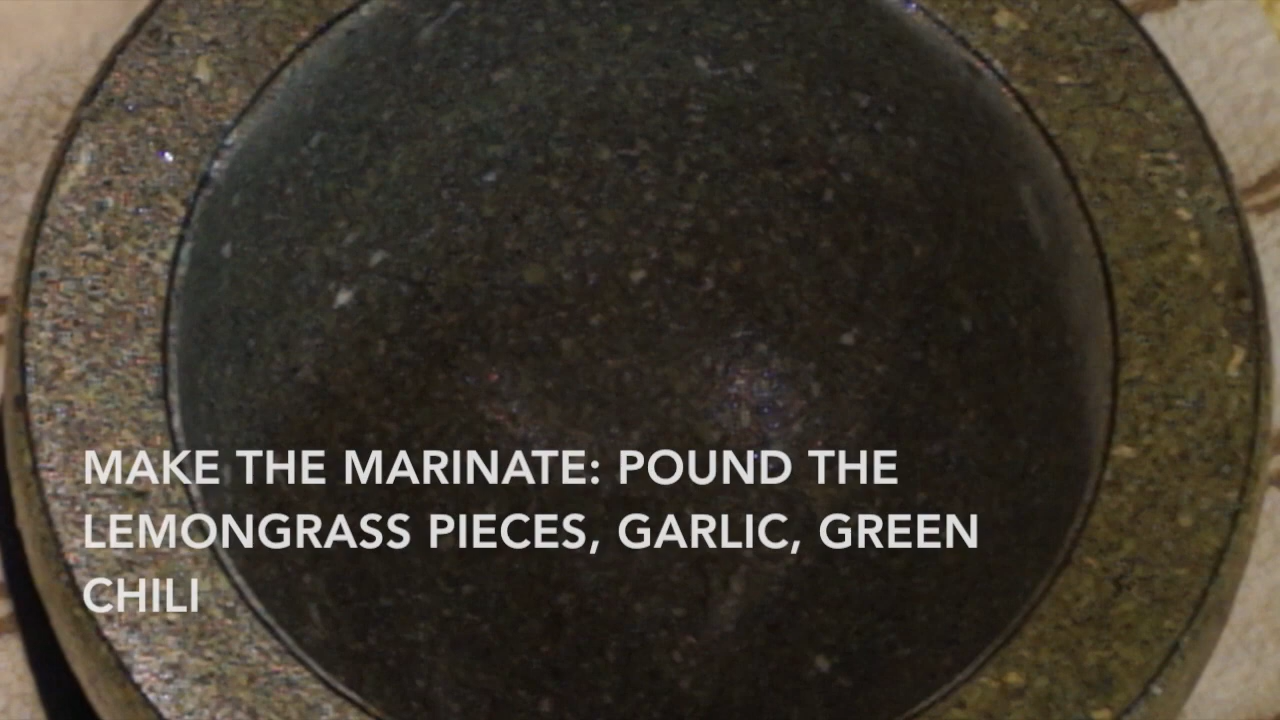 MAKE THE MARINATE: POUND THE
LEMONGRASS PIECES, GARLIC, GREEN
CHILI